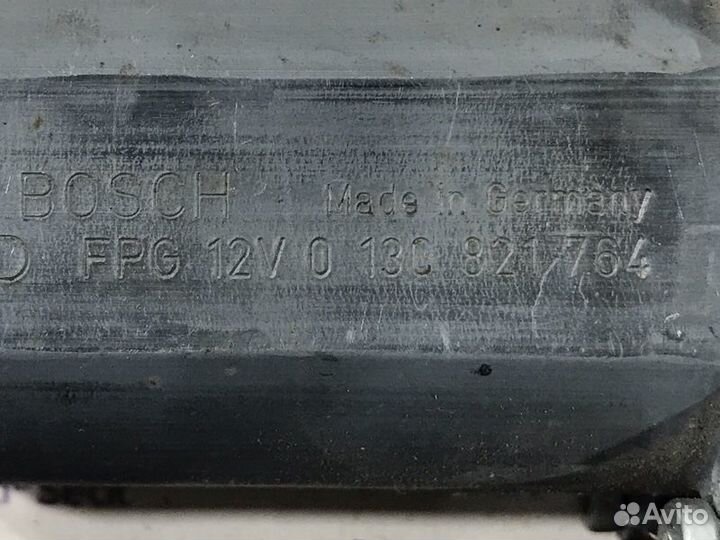 BOSCH Made in Germany
D FPG 12V 0 130 821 764
Avito